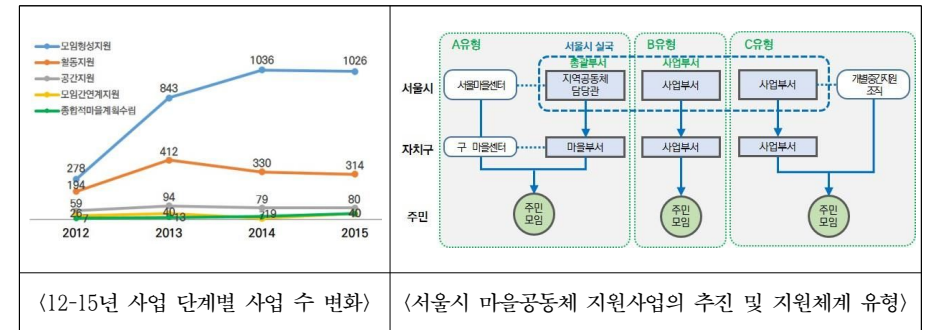 모임형성지원
활동지원
공간지원
모임간연계지원
종합적마을계획수립
1036
1026
843
412
330
314
278
194
94
79
80
59
40
26
7
13
19
40
2012
2013
2014
2015
A유형
서울시 실국
B유형
C유형
총괄부서
사업부서
서울시
서울마을센터
지역공동체
담당관
사업부서
사업부서
개별중간지원
조직
자치구
구 마을센터
마을부서
사업부서
사업부서
주민
주민
모임
주민
모임
주민
모임
〈12-15년 사업 단계별 사업 수 변화〉
〈서울시 마을공동체 지원사업의 추진 및 지원체계 유형〉